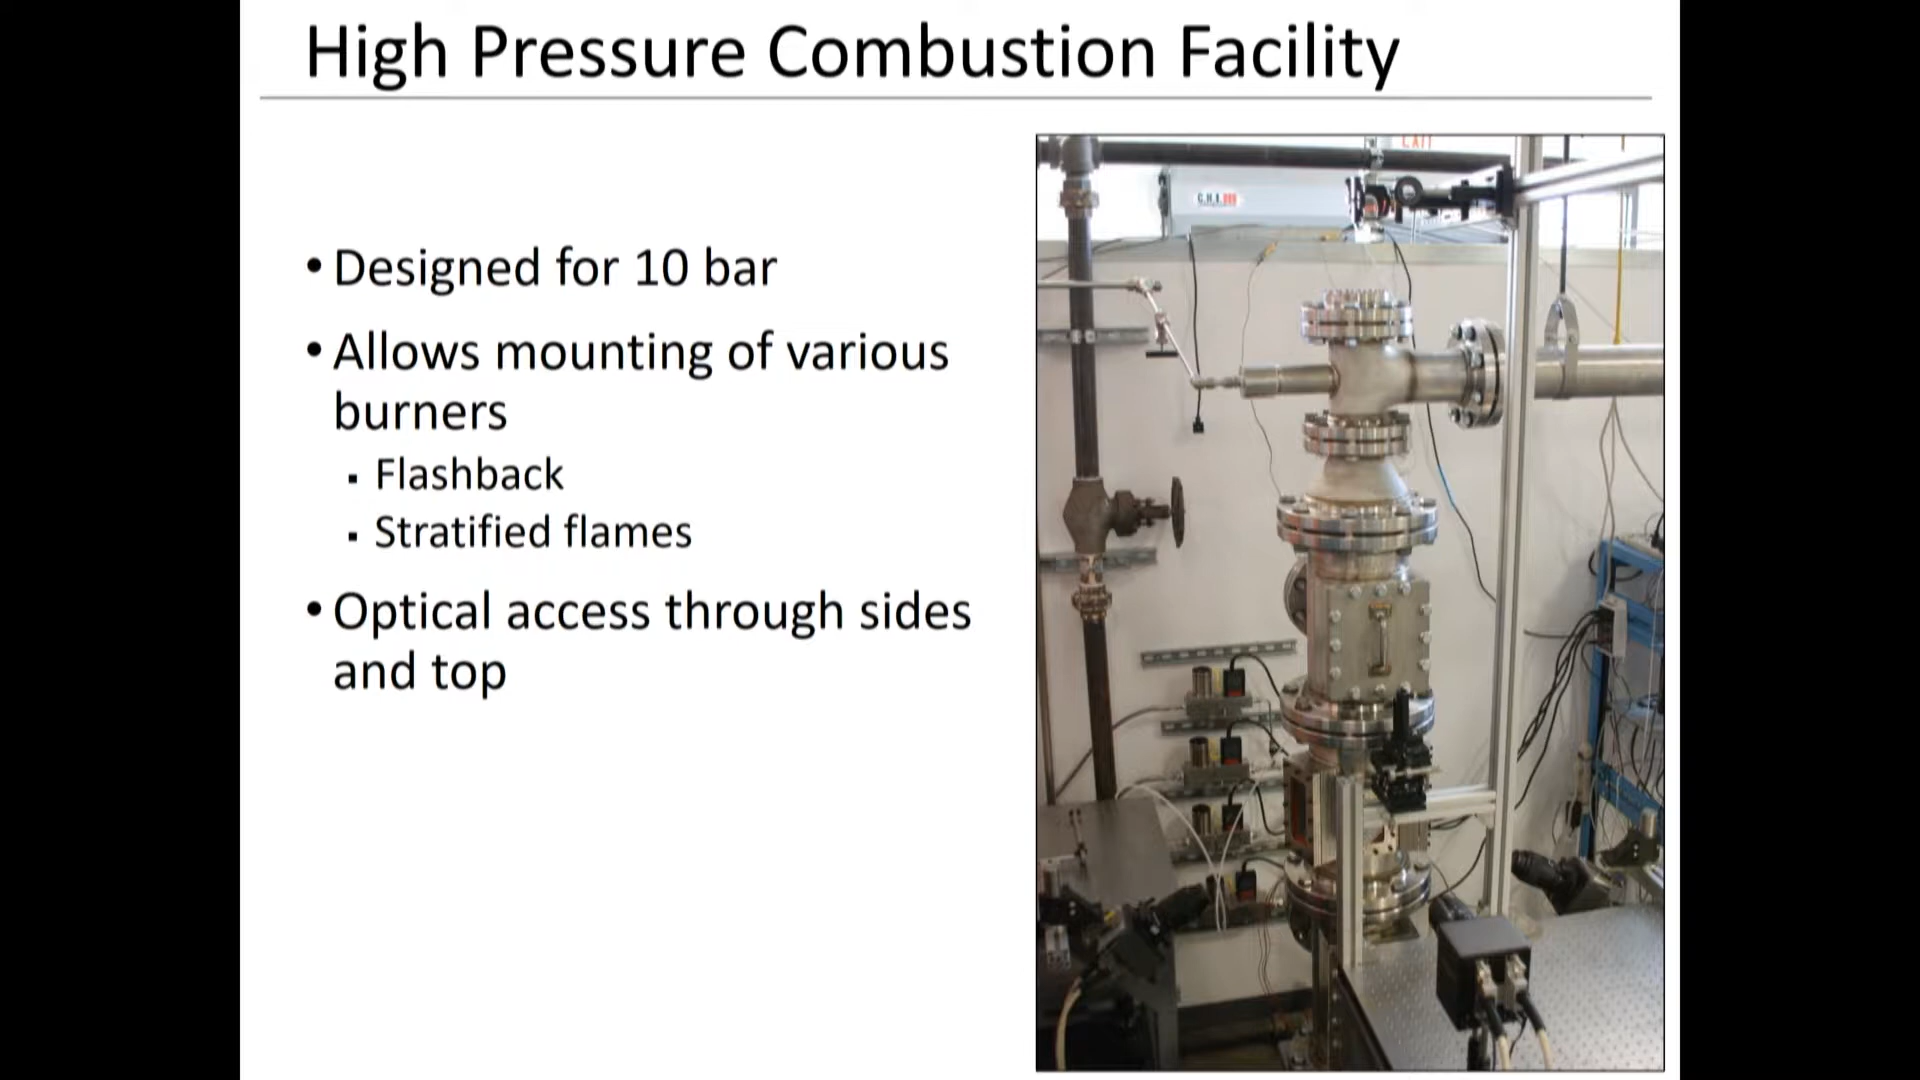 High Pressure Combustion Facility
EXIT
C.H.I.
• Designed for 10 bar
• Allows mounting of various
burners
▪ Flashback
▪ Stratified flames
• Optical access through sides
and top